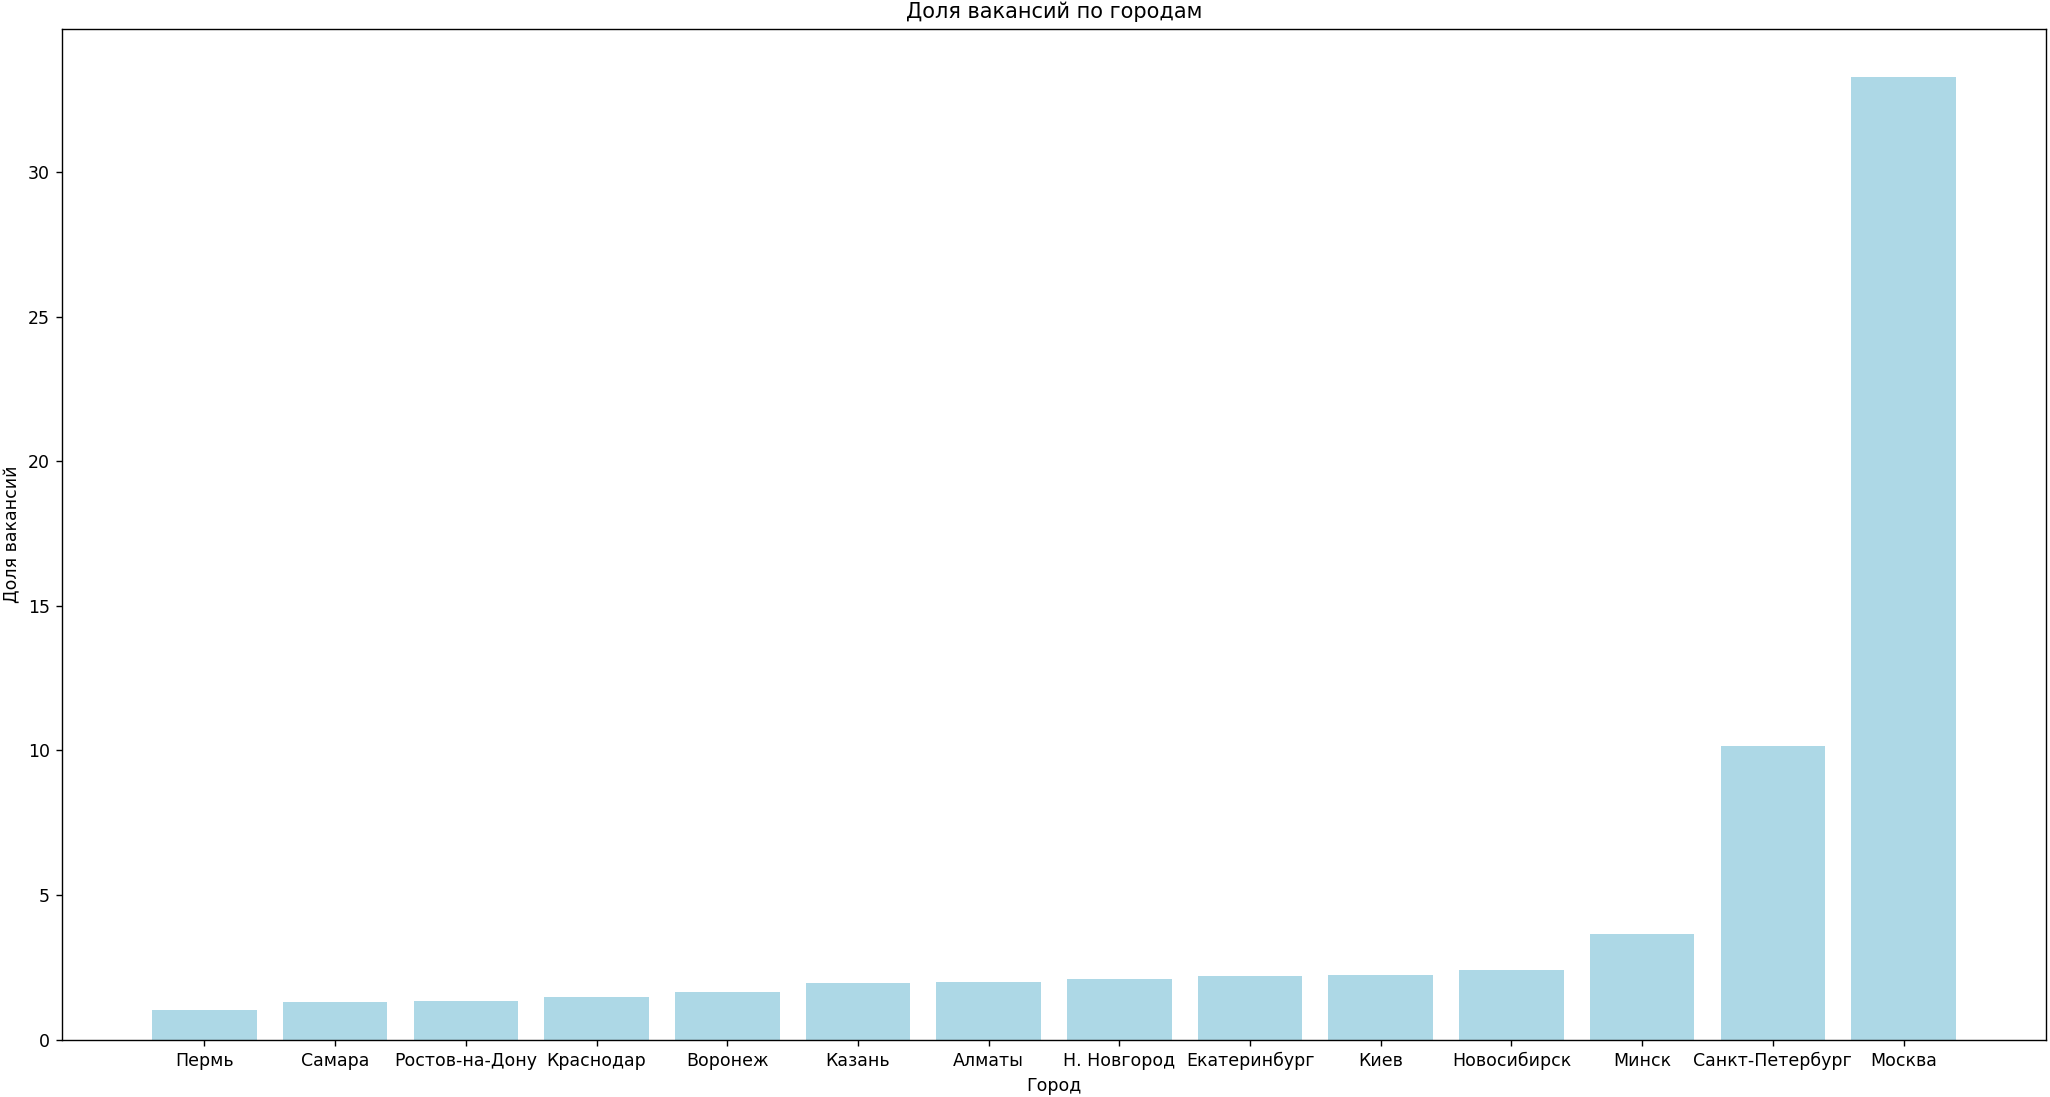 Доля вакансий по городам
Доля вакансий
30
25
20
15
10
5
0
Пермь Самара Ростов-на-Дону Краснодар Воронеж Казань Алматы Н. Новгород Екатеринбург Киев Новосибирск Минск Санкт-Петербург Москва
Город